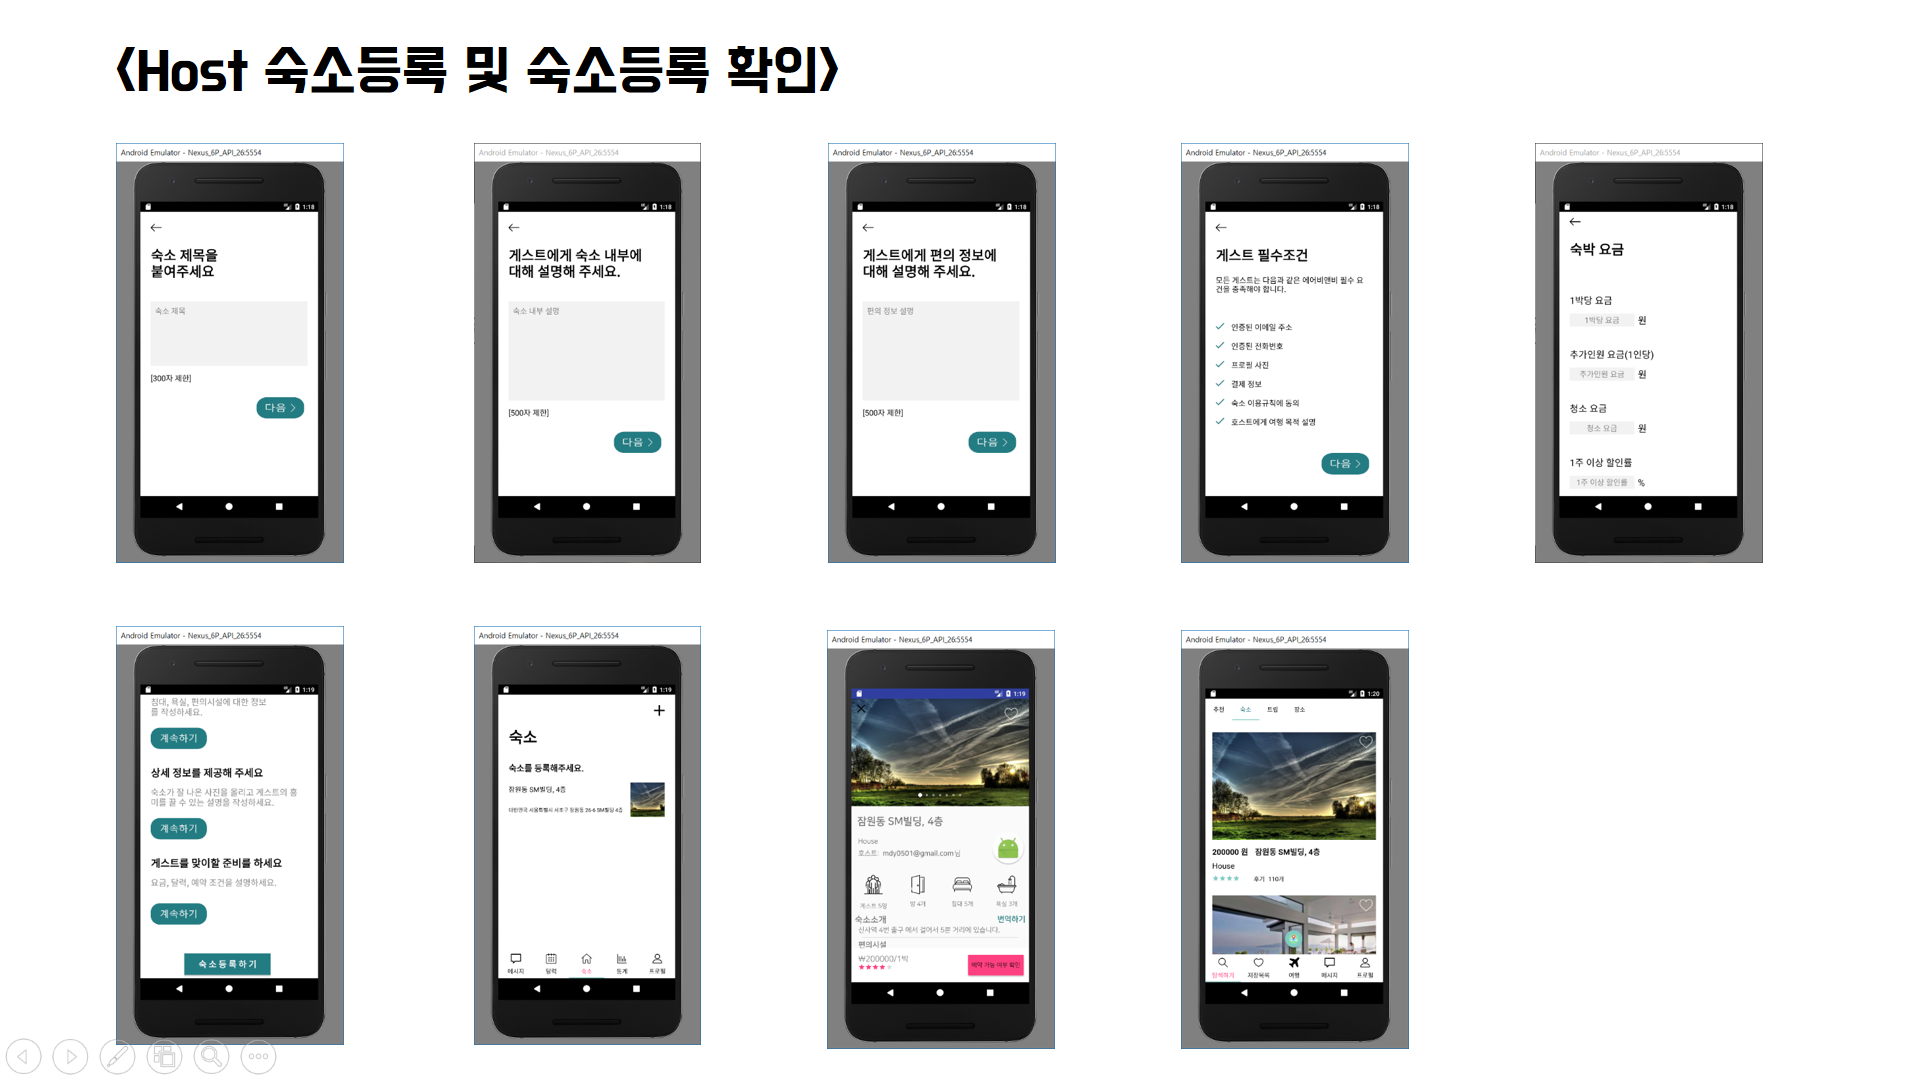 <Host 숙소등록 및 숙소등록 확인>
Android Emulator - Nexus_6P_API_26:5554
1:18
숙소 제목을
붙여주세요
숙소 제목
[300자 제한]
다음 >
Android Emulator - Nexus_6P_API_26:5554
1:18
게스트에게 숙소 내부에
대해 설명해 주세요.
숙소 내부 설명
[500자 제한]
다음 >
Android Emulator - Nexus_6P_API_26:5554
1:18
게스트에게 편의 정보에
대해 설명해 주세요.
편의 정보 설명
[500자 제한]
다음 >
Android Emulator - Nexus_6P_API_26:5554
1:18
게스트 필수조건
모든 게스트는 다음과 같은 에어비앤비 필수 요
건을 충족해야 합니다.
인증된 이메일 주소
인증된 전화번호
프로필 사진
결제 정보
숙소 이용규칙에 동의
호스트에게 여행 목적 설명
다음 >
Android Emulator - Nexus_6P_API_26:5554
1:18
숙박 요금
1박당 요금
1박당 요금 원
추가인원 요금(1인당)
추가인원 요금 원
청소 요금
청소 요금 원
1주 이상 할인률
1주 이상 할인률 %
Android Emulator - Nexus_6P_API_26:5554
1:19
침대, 욕실, 편의시설에 대한 정보
를 작성하세요.
계속하기
상세 정보를 제공해 주세요
숙소가 잘 나온 사진을 올리고 게스트의 흥
미를 끌 수 있는 설명을 작성하세요.
계속하기
게스트를 맞이할 준비를 하세요
요금, 달력, 예약 조건을 설명하세요.
계속하기
숙소등록하기
Android Emulator - Nexus_6P_API_26:5554
1:19
+
숙소
숙소를 등록해주세요.
잠원동 SM빌딩, 4층
대한민국 서울특별시 서초구 잠원동 26-6 SM빌딩 4층
메시지 달력 숙소 통계 프로필
Android Emulator - Nexus_6P_API_26:5554
1:19
잠원동 SM빌딩, 4층
House
호스트: mdy0501@gmail.com님
게스트 5명 방 4개 침대 5개 욕실 3개
숙소소개 번역하기
신사역 4번 출구 에서 걸어서 5분 거리에 있습니다.
편의시설
₩200000/1박
예약 가능 여부 확인
Android Emulator - Nexus_6P_API_26:5554
1:20
추천 숙소 트립 장소
200000 원 잠원동 SM빌딩, 4층
House
후기 110개
탐색하기 저장목록 여행 메시지 프로필